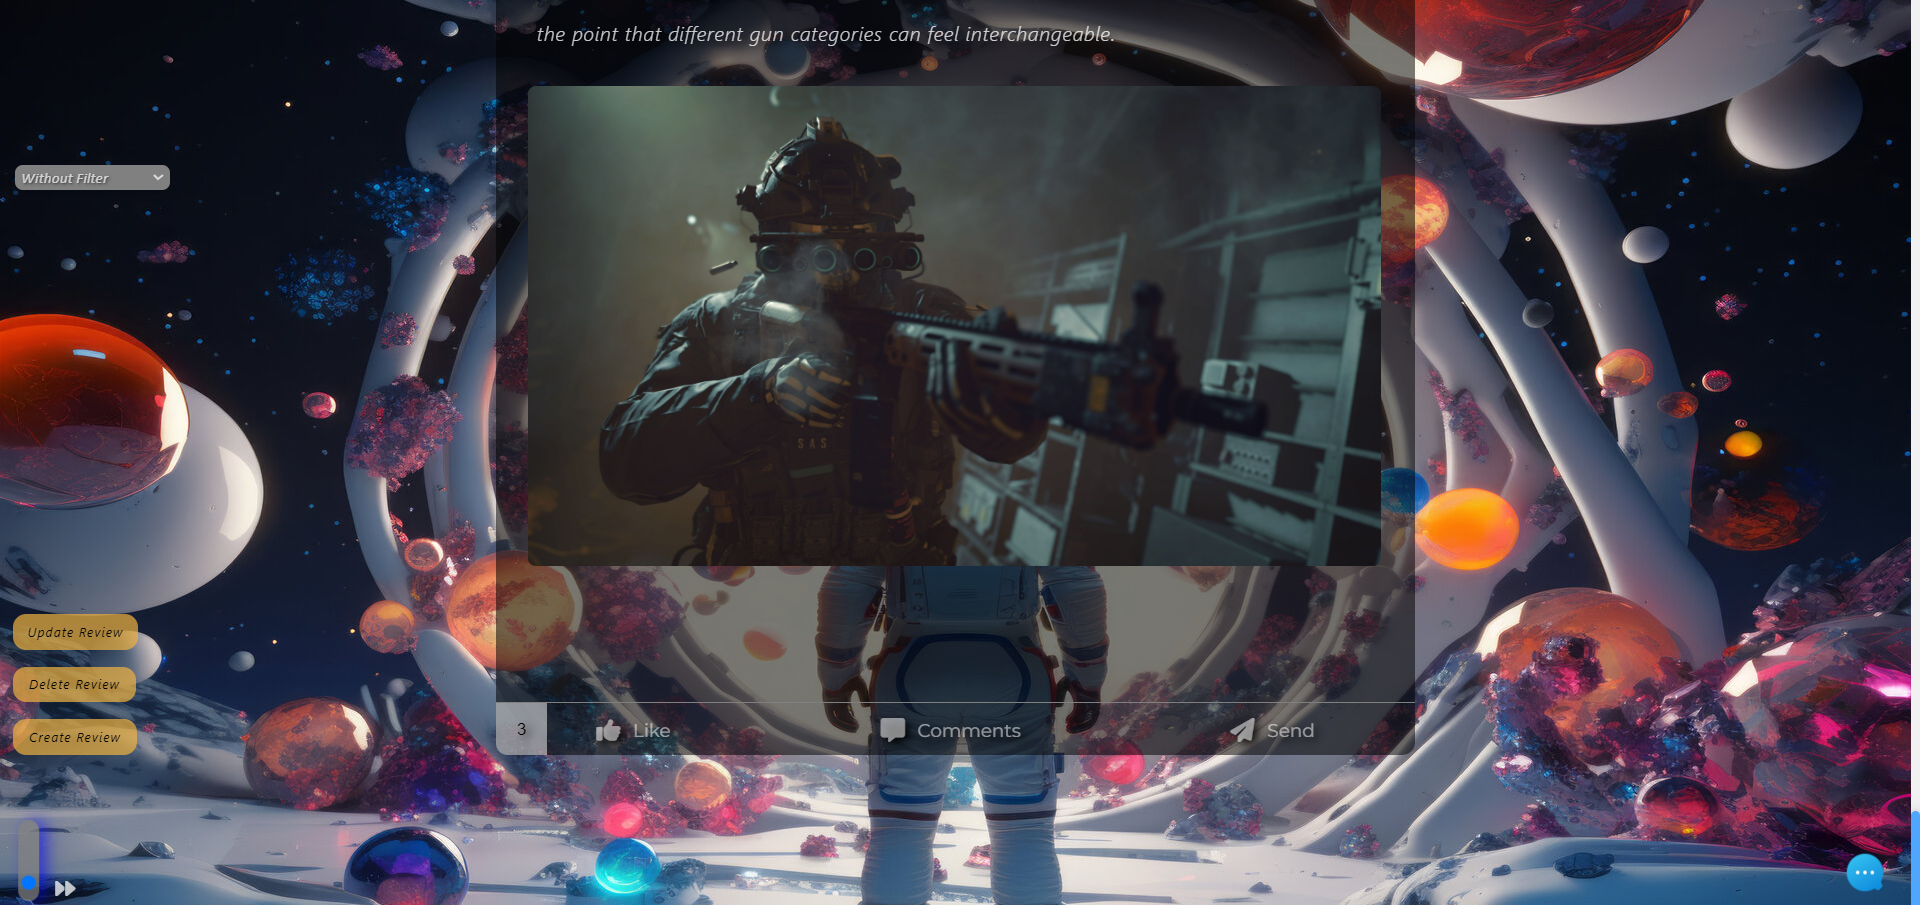 the point that different gun categories can feel interchangeable.
Without Filter
SAS
Update Review
Delete Review
Create Review
3
Like
Comments
Send